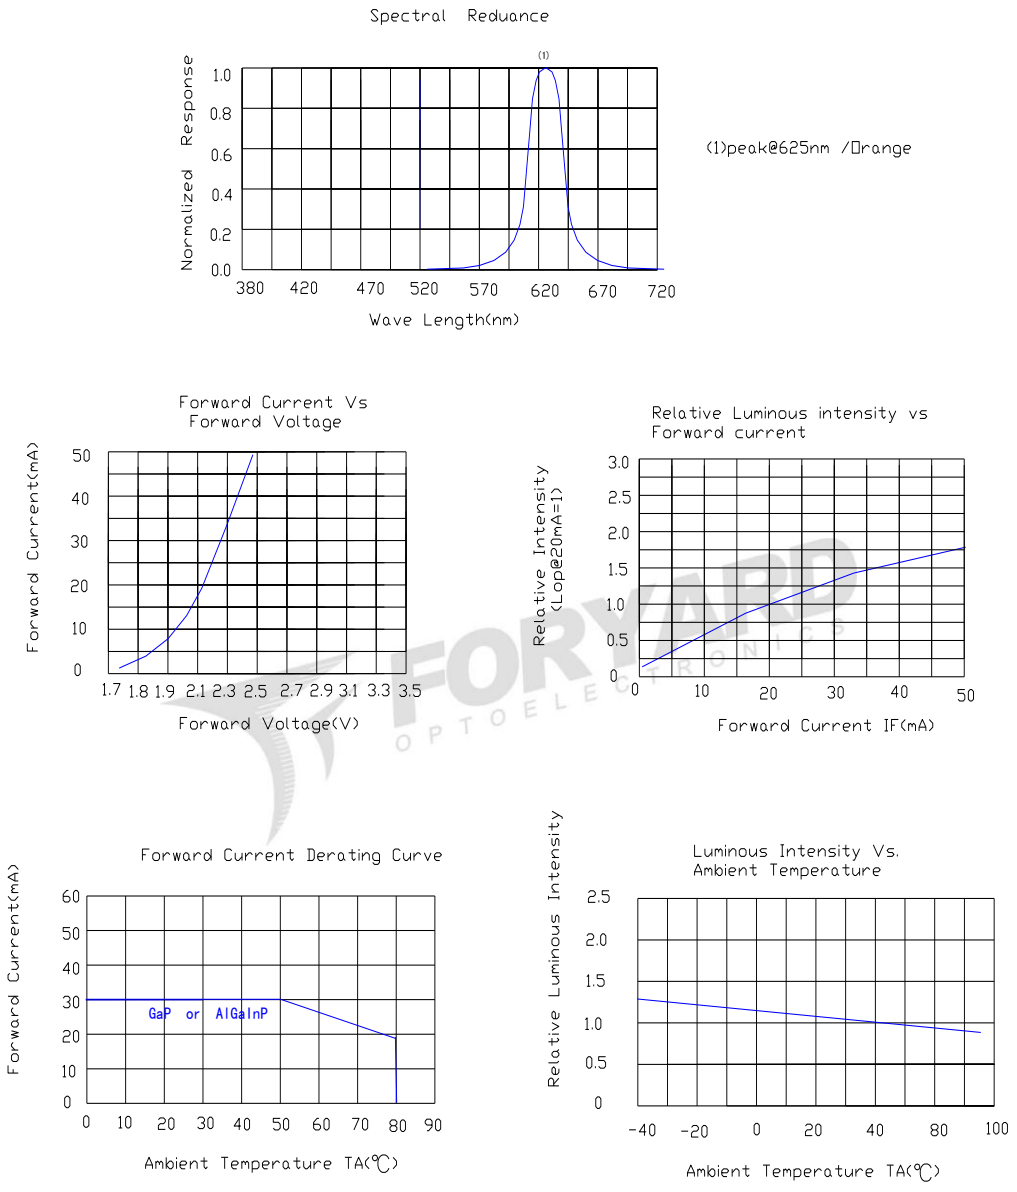 Spectral Reduance
(1)
Normalized Response
1.0
0.8
0.6
0.4
0.2
0.0
380 420 470 520 570 620 670 720
Wave Length(nm)
(1)peak@625nm /Orange
Forward Current Vs
Forward Voltage
Forward Current(mA)
50
40
30
20
10
0
1.7 1.8 1.9 2.1 2.3 2.5 2.7 2.9 3.1 3.3 3.5
Forward Voltage(V)
Relative Luminous intensity vs
Forward current
Relative Intensity
(Lop@20mA=1)
3.0
2.5
2.0
1.5
1.0
0.5
0
0 10 20 30 40 50
Forward Current IF(mA)
FORYARD
OPTOELECTRONICS
Forward Current Derating Curve
Forward Current(mA)
60
50
40
30
20
10
0
GaP or AlGaInP
0 10 20 30 40 50 60 70 80 90
Ambient Temperature TA(℃)
Luminous Intensity Vs.
Ambient Temperature
Relative Luminous Intensity
2.5
2.0
1.5
1.0
0.5
0
-40 -20 0 20 40 60 80 100
Ambient Temperature TA(℃)